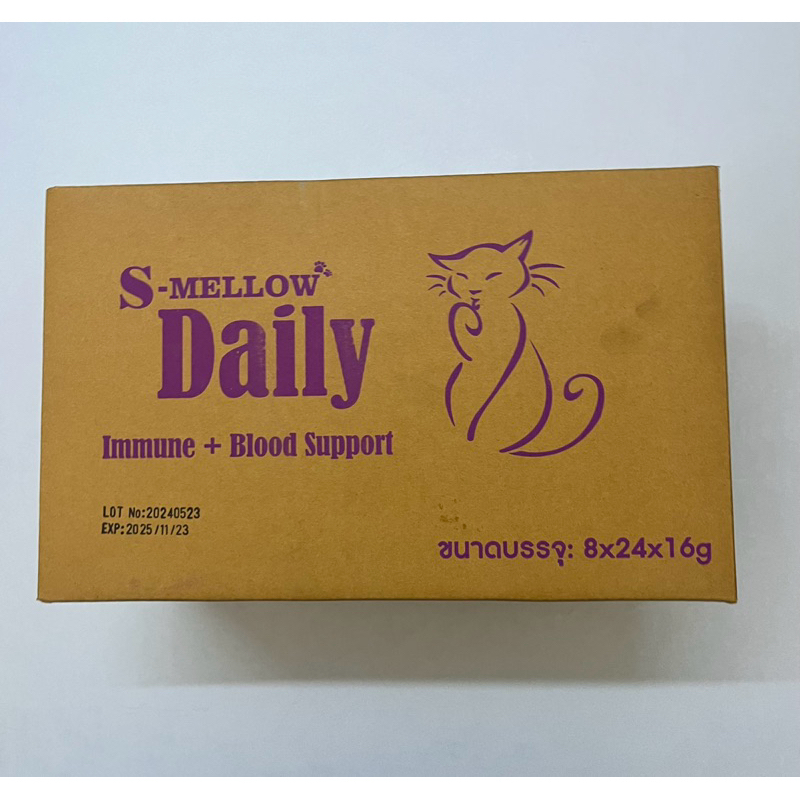 S-MELLOW
Daily
Immune + Blood Support
LOT No:20240523
EXP:2025/11/23
ขนาดบรรจุ: 8x24x16g